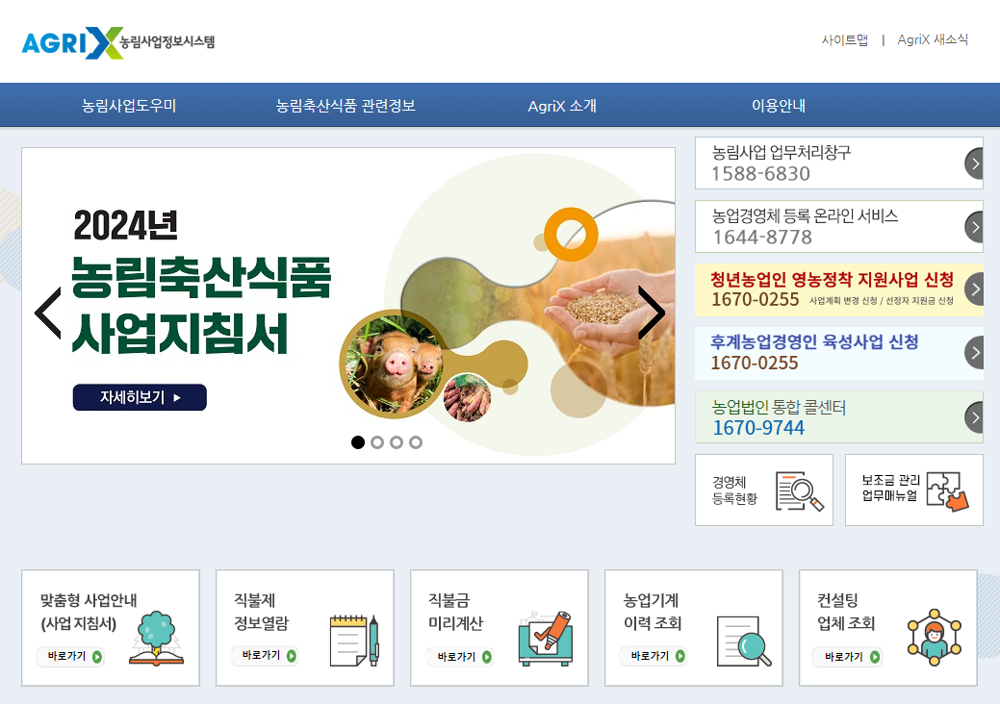 AGRIX 농림사업정보시스템
사이트맵 | AgriX 새소식
농림사업도우미 농림축산식품 관련정보 AgriX 소개 이용안내
2024년
농림축산식품
사업지침서
자세히보기
농림사업 업무처리창구
1588-6830
농업경영체 등록 온라인 서비스
1644-8778
청년농업인 영농정착 지원사업 신청
1670-0255 사업계획 변경 신청 / 선정자 지원금 신청
후계농업경영인 육성사업 신청
1670-0255
농업법인 통합 콜센터
1670-9744
경영체
등록현황
보조금 관리
업무매뉴얼
맞춤형 사업안내
(사업 지침서)
바로가기
직불제
정보열람
바로가기
직불금
미리계산
바로가기
농업기계
이력 조회
바로가기
컨설팅
업체 조회
바로가기